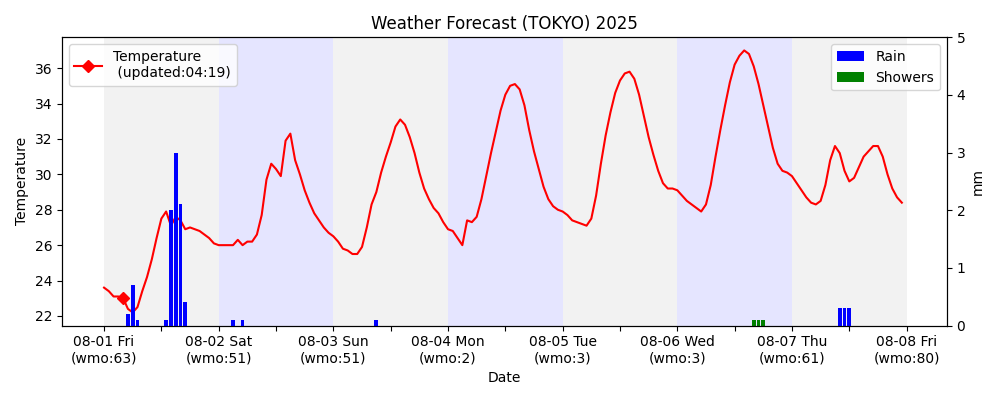 Weather Forecast (TOKYO) 2025
Temperature
(updated:04:19)
Rain
Showers
Temperature
36
34
32
30
28
26
24
22
5
4
3
2
1
0
mm
08-01 Fri
(wmo:63)
08-02 Sat
(wmo:51)
08-03 Sun
(wmo:51)
08-04 Mon
(wmo:2)
08-05 Tue
(wmo:3)
08-06 Wed
(wmo:3)
08-07 Thu
(wmo:61)
08-08 Fri
(wmo:80)
Date